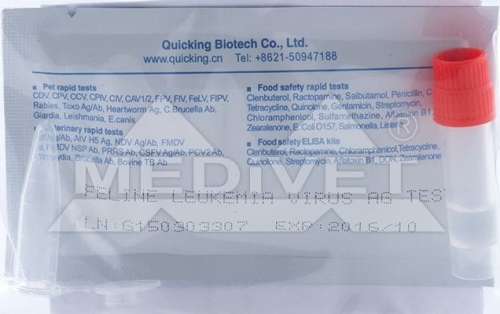 Quicking Biotech Co., Ltd.
www.quicking.cn Tel: +8621-50947188
Pet rapid tests
CDV, CPV, CCV, CPIV, CIV, CAV1/2, FPV, FIV, FeLV, FIPV,
Rabies, Toxo Ag/Ab, Heartworm Ag, C.Brucella Ab,
Giardia, Leishmania, E.canis
Veterinary rapid tests
AIV Ag/Ab, AIV H5 Ag, NDV Ag/Ab, FMDV
FMDV NSP Ab, PRRS Ab, CSFV Ag/Ab, PCV2 Ab,
Brucella Ab, Bovine TB Ab
Food safety rapid tests
Clenbuterol, Ractopamine, Salbutamol, Penicillin,
Tetracycline, Quinolone, Gentamicin, Streptomycin,
Chloramphenicol, Sulfamethazine, Aflatoxin B1,
Zearalenone, E.Coli O157, Salmonella,
Food safety ELISA kits
Clenbuterol, Ractopamine, Chloramphenicol, Tetracycline,
Quinolone, Streptomycin, Aflatoxin B1, DON, Zearalenone
MEDIVET®
FELINE LEUKEMIA VIRUS AG TES
LN: G150303307 EXP: 2016/10